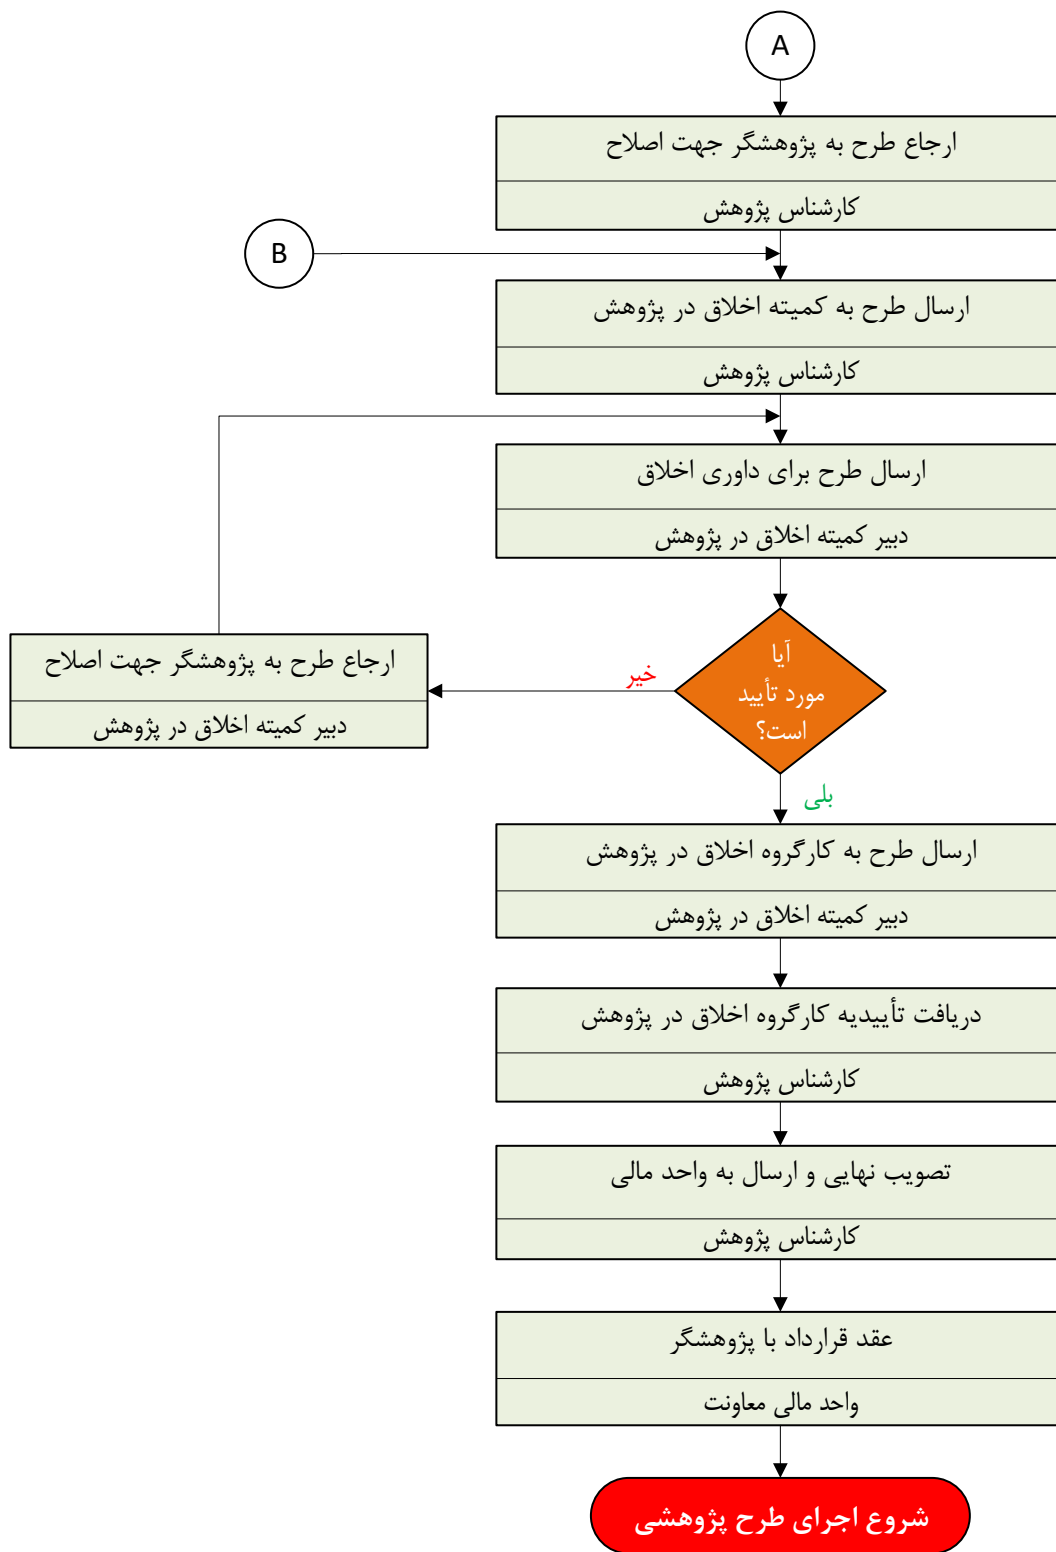 A
ارجاع طرح به پژوهشگر جهت اصلاح
کارشناس پژوهش
B
ارسال طرح به کمیته اخلاق در پژوهش
کارشناس پژوهش
ارسال طرح برای داوری اخلاق
دبیر کمیته اخلاق در پژوهش
آیا
مورد تأیید
است؟
خیر
ارجاع طرح به پژوهشگر جهت اصلاح
دبیر کمیته اخلاق در پژوهش
بلی
ارسال طرح به کارگروه اخلاق در پژوهش
دبیر کمیته اخلاق در پژوهش
دریافت تأییدیه کارگروه اخلاق در پژوهش
کارشناس پژوهش
تصویب نهایی و ارسال به واحد مالی
کارشناس پژوهش
عقد قرارداد با پژوهشگر
واحد مالی معاونت
شروع اجرای طرح پژوهشی